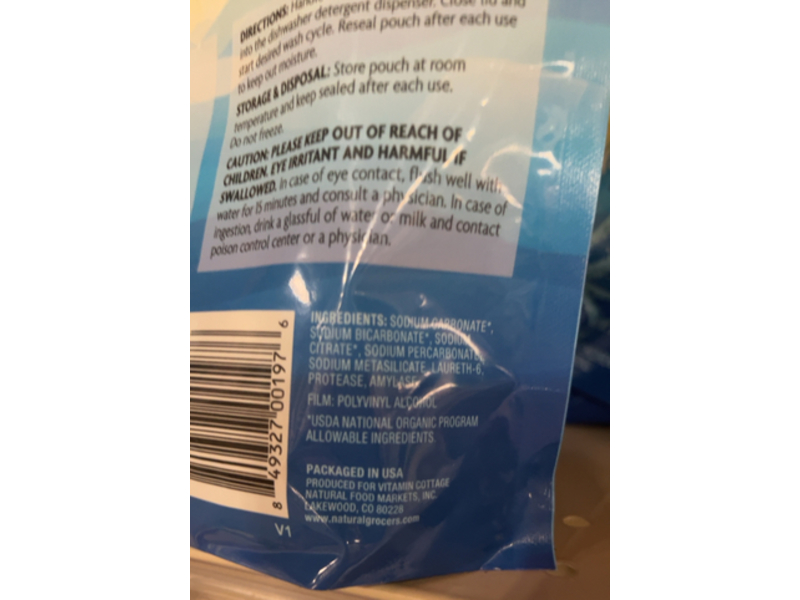 DIRECTIONS:
into the dishwasher detergent dispenser. Close lid and
start desired wash cycle. Reseal pouch after each use
to keep out moisture.
STORAGE & DISPOSAL: Store pouch at room
temperature and keep sealed after each use.
Do not freeze.
CAUTION: PLEASE KEEP OUT OF REACH OF
CHILDREN. EYE IRRITANT AND HARMFUL IF
SWALLOWED. In case of eye contact, flush well with
water for 15 minutes and consult a physician. In case of
ingestion, drink a glassful of water or milk and contact
poison control center or a physician.
INGREDIENTS: SODIUM CARBONATE*,
SODIUM BICARBONATE*, SODIUM
CITRATE*, SODIUM PERCARBONATE,
SODIUM METASILICATE, LAURETH-6,
PROTEASE, AMYLASE
FILM: POLYVINYL ALCOHOL
*USDA NATIONAL ORGANIC PROGRAM
ALLOWABLE INGREDIENTS
PACKAGED IN USA
PRODUCED FOR VITAMIN COTTAGE
NATURAL FOOD MARKETS, INC.
LAKEWOOD, CO 80228
www.naturalgrocers.com
8 49327 00197 6
V1